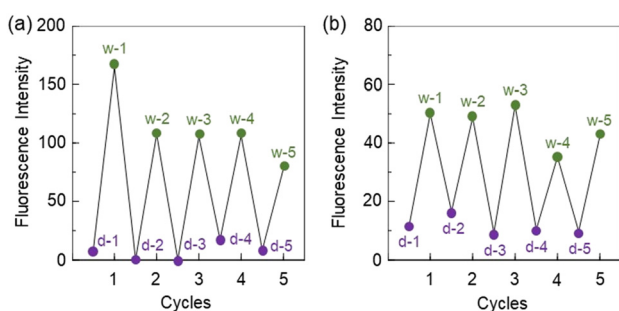 (a)
Fluorescence Intensity
200
150
100
50
0
w-1
w-2
w-3
w-4
w-5
d-1
d-2
d-3
d-4
d-5
1 2 3 4 5
Cycles
(b)
Fluorescence Intensity
80
60
40
20
0
w-1
w-2
w-3
w-4
w-5
d-1
d-2
d-3
d-4
d-5
1 2 3 4 5
Cycles